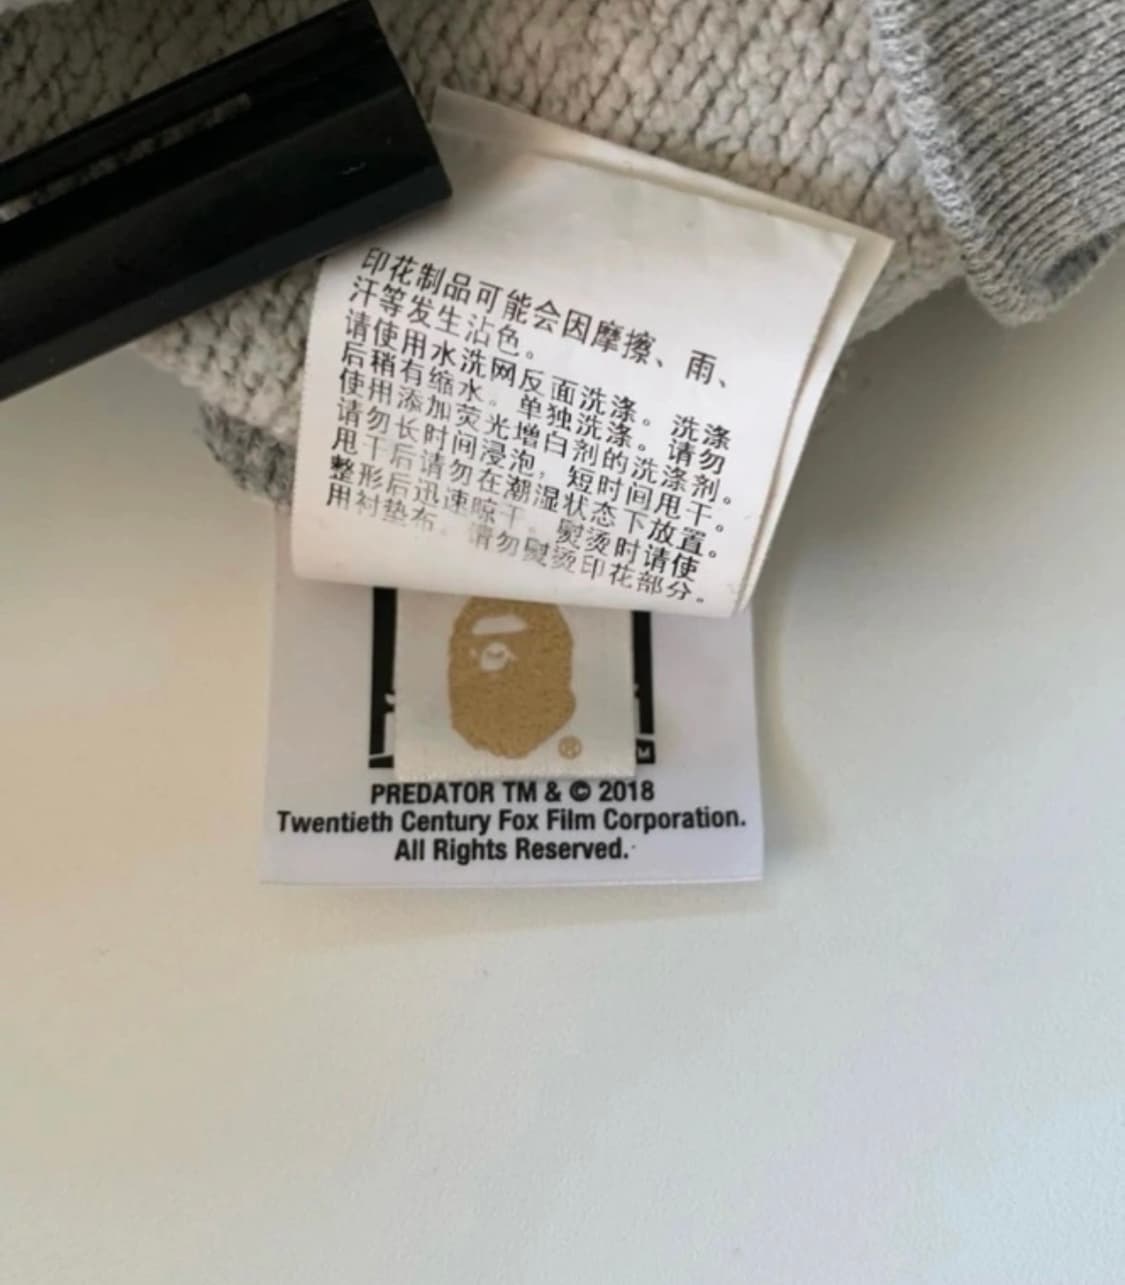 印花制品可能会因摩擦、雨、
汗等发生沾色。
请使用水洗网反面洗涤。洗涤
后稍有缩水。单独洗涤。请勿
使用添加荧光增白剂的洗涤剂。
请勿长时间浸泡，短时间甩干。
甩干后请勿在潮湿状态下放置。
整形后迅速晾干。熨烫时请使
用衬垫布。请勿熨烫印花部分。
®
PREDATOR TM & © 2018
Twentieth Century Fox Film Corporation.
All Rights Reserved.